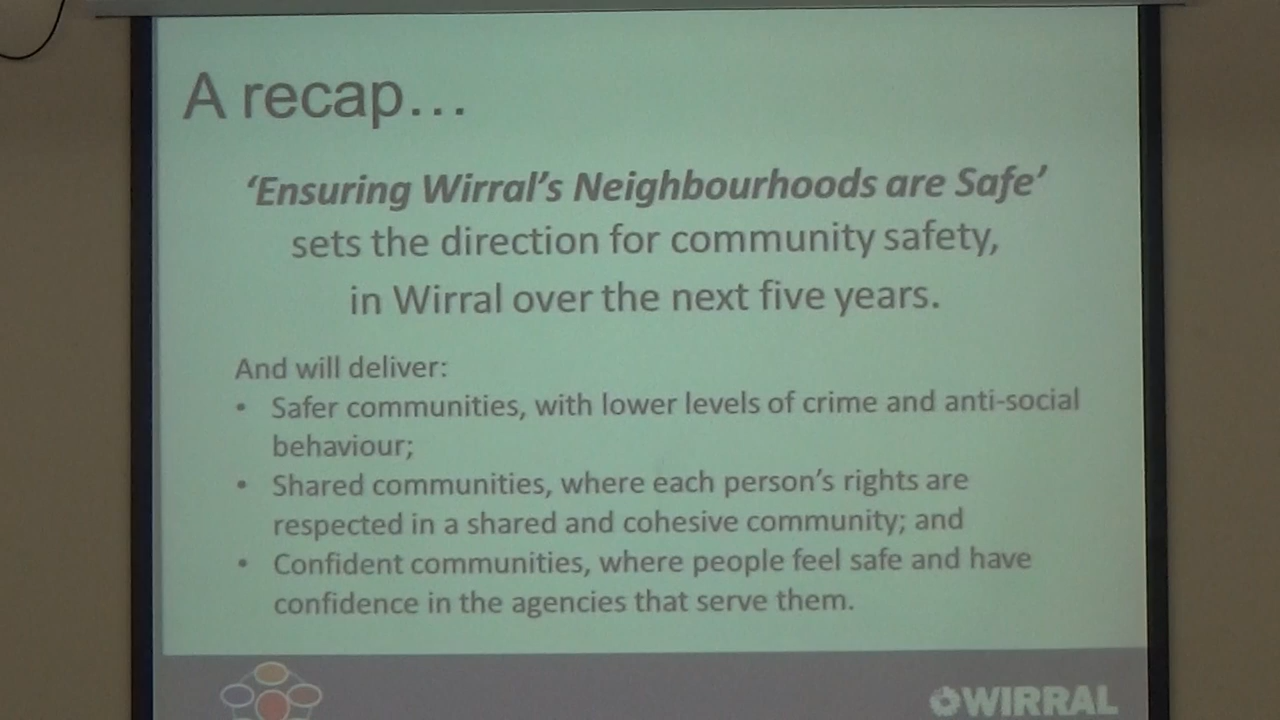 A recap…
‘Ensuring Wirral’s Neighbourhoods are Safe’
sets the direction for community safety,
in Wirral over the next five years.
And will deliver:
• Safer communities, with lower levels of crime and anti-social
behaviour;
• Shared communities, where each person’s rights are
respected in a shared and cohesive community; and
• Confident communities, where people feel safe and have
confidence in the agencies that serve them.
WIRRAL